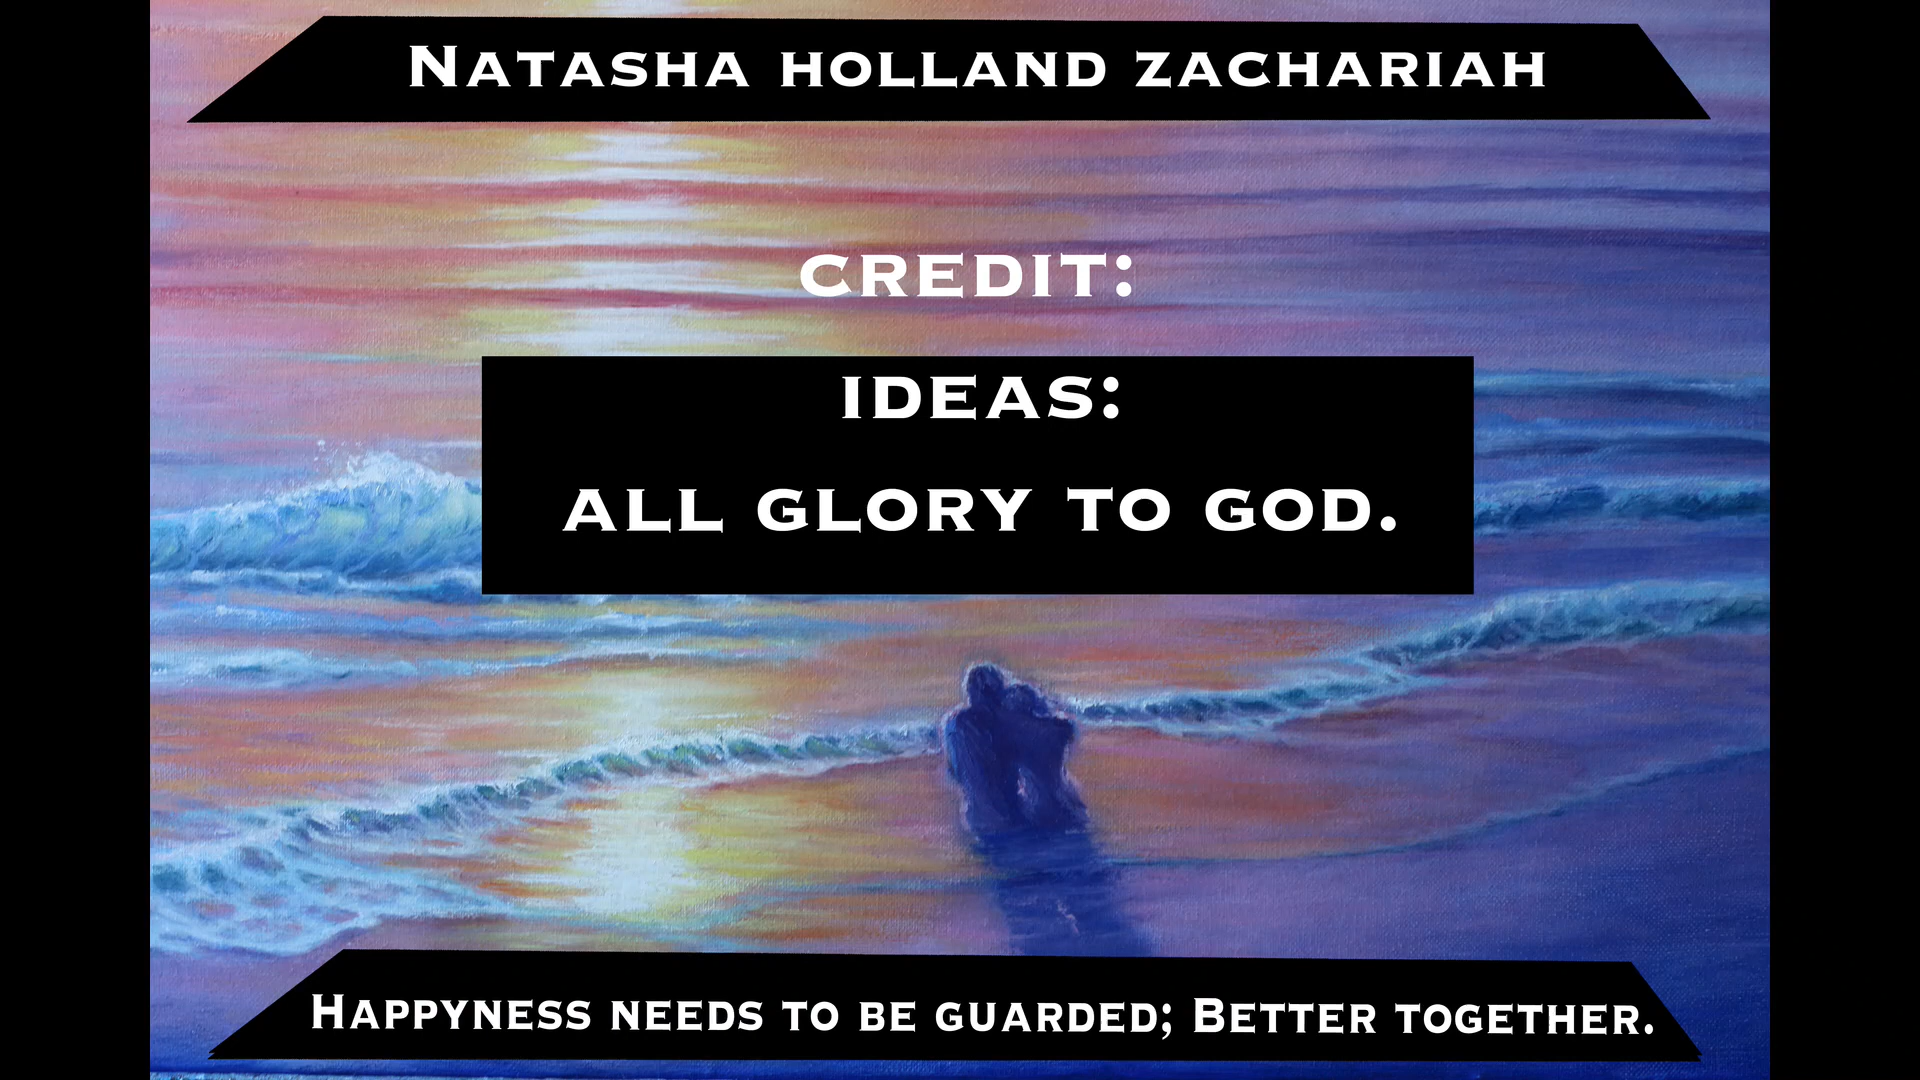 Natasha holland zachariah
CREDIT:
IDEAS:
ALL GLORY TO GOD.
Happyness needs to be guarded; Better together.